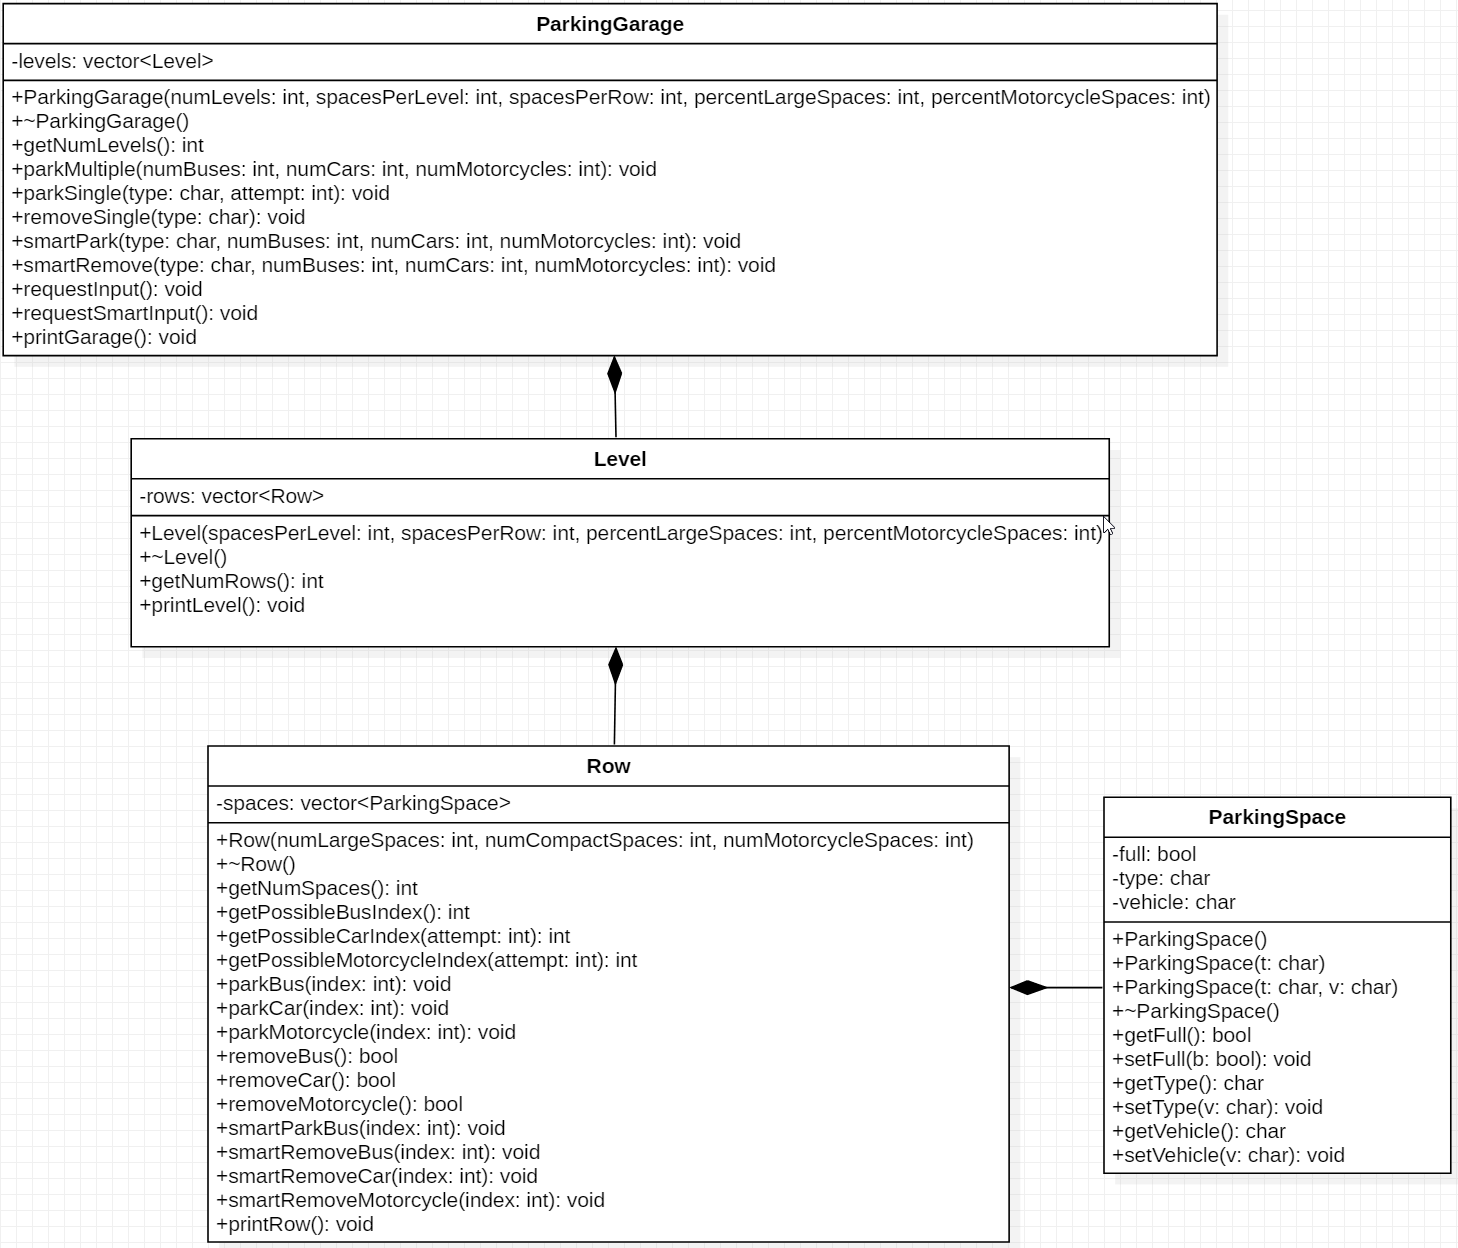 ParkingGarage
-levels: vector<Level>
+ParkingGarage(numLevels: int, spacesPerLevel: int, spacesPerRow: int, percentLargeSpaces: int, percentMotorcycleSpaces: int)
+~ParkingGarage()
+getNumLevels(): int
+parkMultiple(numBuses: int, numCars: int, numMotorcycles: int): void
+parkSingle(type: char, attempt: int): void
+removeSingle(type: char): void
+smartPark(type: char, numBuses: int, numCars: int, numMotorcycles: int): void
+smartRemove(type: char, numBuses: int, numCars: int, numMotorcycles: int): void
+requestInput(): void
+requestSmartInput(): void
+printGarage(): void
Level
-rows: vector<Row>
+Level(spacesPerLevel: int, spacesPerRow: int, percentLargeSpaces: int, percentMotorcycleSpaces: int)
+~Level()
+getNumRows(): int
+printLevel(): void
Row
-spaces: vector<ParkingSpace>
+Row(numLargeSpaces: int, numCompactSpaces: int, numMotorcycleSpaces: int)
+~Row()
+getNumSpaces(): int
+getPossibleBusIndex(): int
+getPossibleCarIndex(attempt: int): int
+getPossibleMotorcycleIndex(attempt: int): int
+parkBus(index: int): void
+parkCar(index: int): void
+parkMotorcycle(index: int): void
+removeBus(): bool
+removeCar(): bool
+removeMotorcycle(): bool
+smartParkBus(index: int): void
+smartRemoveBus(index: int): void
+smartRemoveCar(index: int): void
+smartRemoveMotorcycle(index: int): void
+printRow(): void
ParkingSpace
-full: bool
-type: char
-vehicle: char
+ParkingSpace()
+ParkingSpace(t: char)
+ParkingSpace(t: char, v: char)
+~ParkingSpace()
+getFull(): bool
+setFull(b: bool): void
+getType(): char
+setType(v: char): void
+getVehicle(): char
+setVehicle(v: char): void